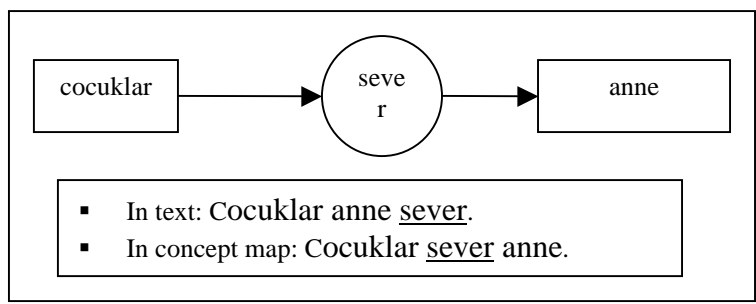 cocuklar
seve
r
anne
▪ In text: Cocuklar anne sever.
▪ In concept map: Cocuklar sever anne.